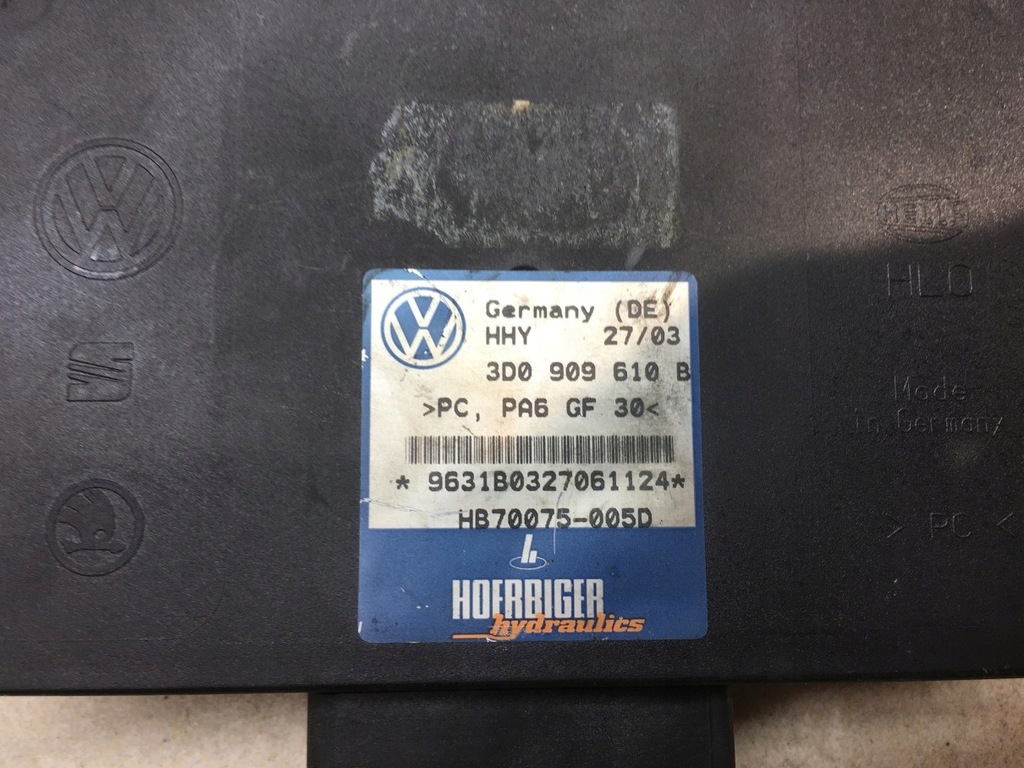 Germany (DE)
HHY 27/03
3D0 909 610 B
>PC, PA6 GF 30<
* 9631B0327061124*
HB70075-005D
HOERBIGER
hydraulics
HELLA
HLO
Made
in Germany
> PC <